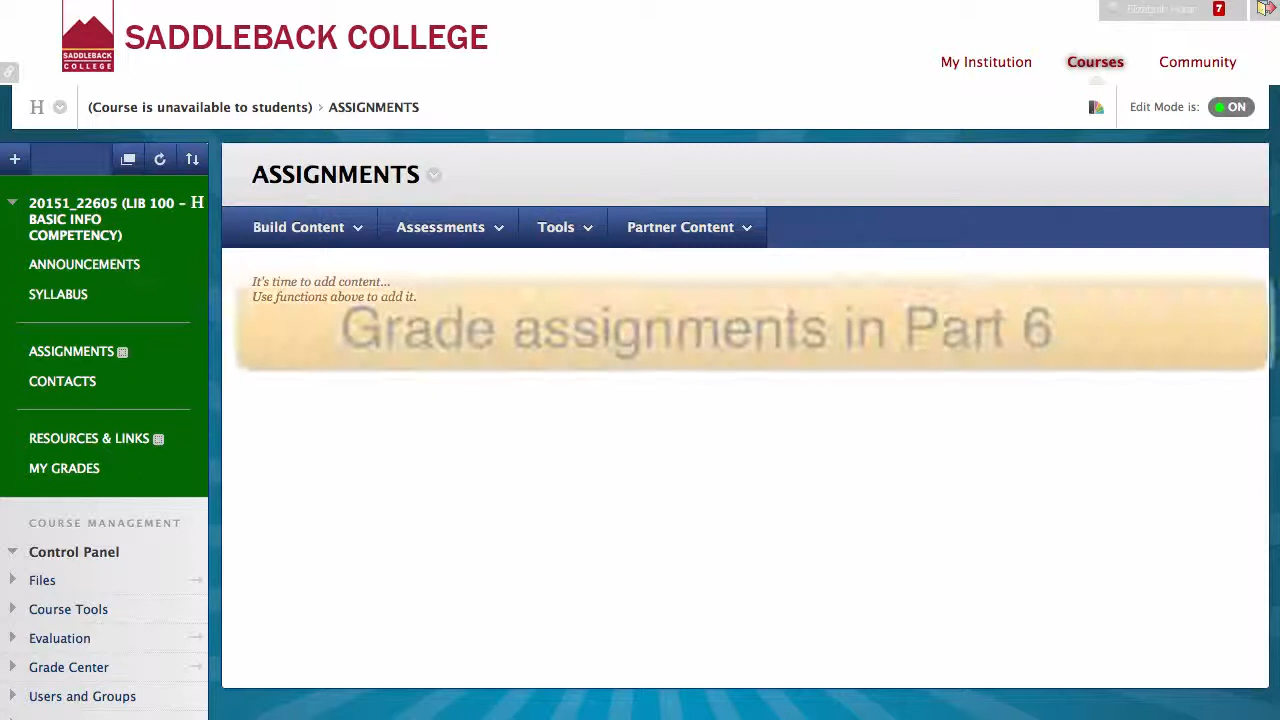 SADDLEBACK
COLLEGE
SADDLEBACK COLLEGE
7
My Institution
Courses
Community
H
(Course is unavailable to students) › ASSIGNMENTS
Edit Mode is:
ON
20151_22605 (LIB 100 – H
BASIC INFO
COMPETENCY)
ANNOUNCEMENTS
SYLLABUS
ASSIGNMENTS
CONTACTS
RESOURCES & LINKS
MY GRADES
COURSE MANAGEMENT
Control Panel
Files
Course Tools
Evaluation
Grade Center
Users and Groups
ASSIGNMENTS
Build Content
Assessments
Tools
Partner Content
It's time to add content...
Use functions above to add it.
Grade assignments in Part 6